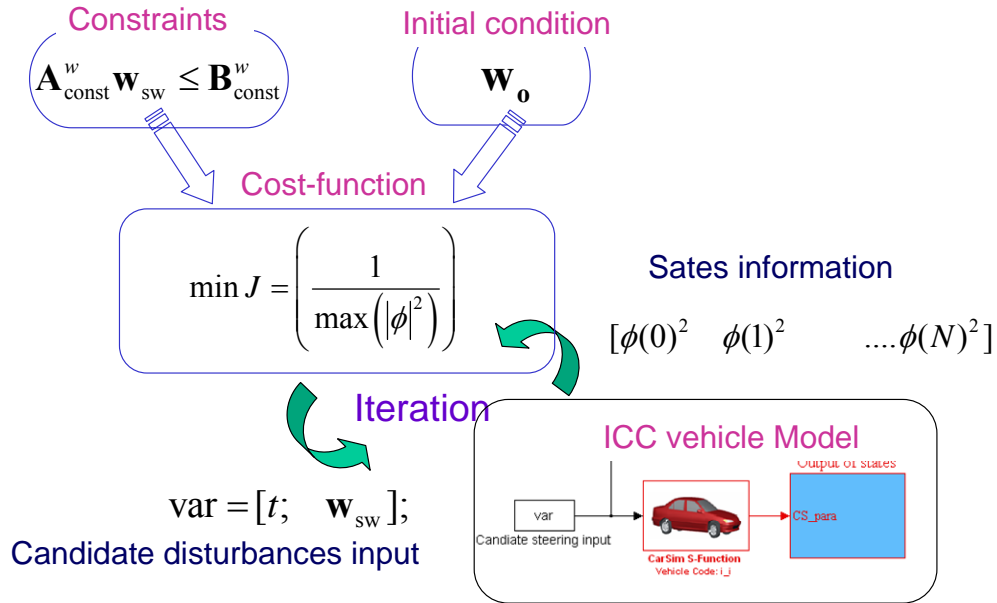 Constraints
Initial condition
A^w_const w_sw ≤ B^w_const
w_o
Cost-function
min J = ( 1 / max(|ϕ|^2) )
Sates information
[ϕ(0)^2 ϕ(1)^2 ....ϕ(N)^2]
Iteration
ICC vehicle Model
Output of states
var
CS_para
Candiate steering input
CarSim S-Function
Vehicle Code: i_i
var = [t; w_sw];
Candidate disturbances input